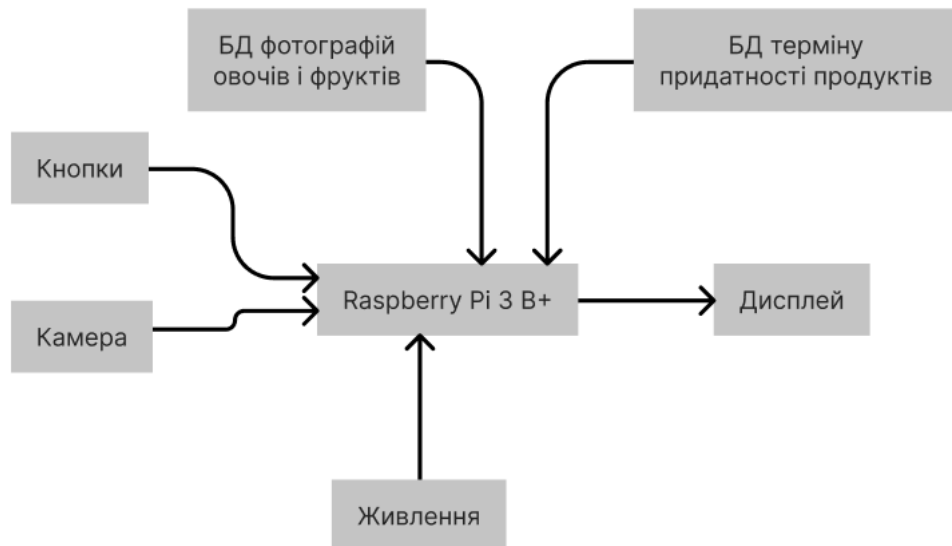 БД фотографій
овочів і фруктів
БД терміну
придатності продуктів
Кнопки
Raspberry Pi 3 B+
Дисплей
Камера
Живлення